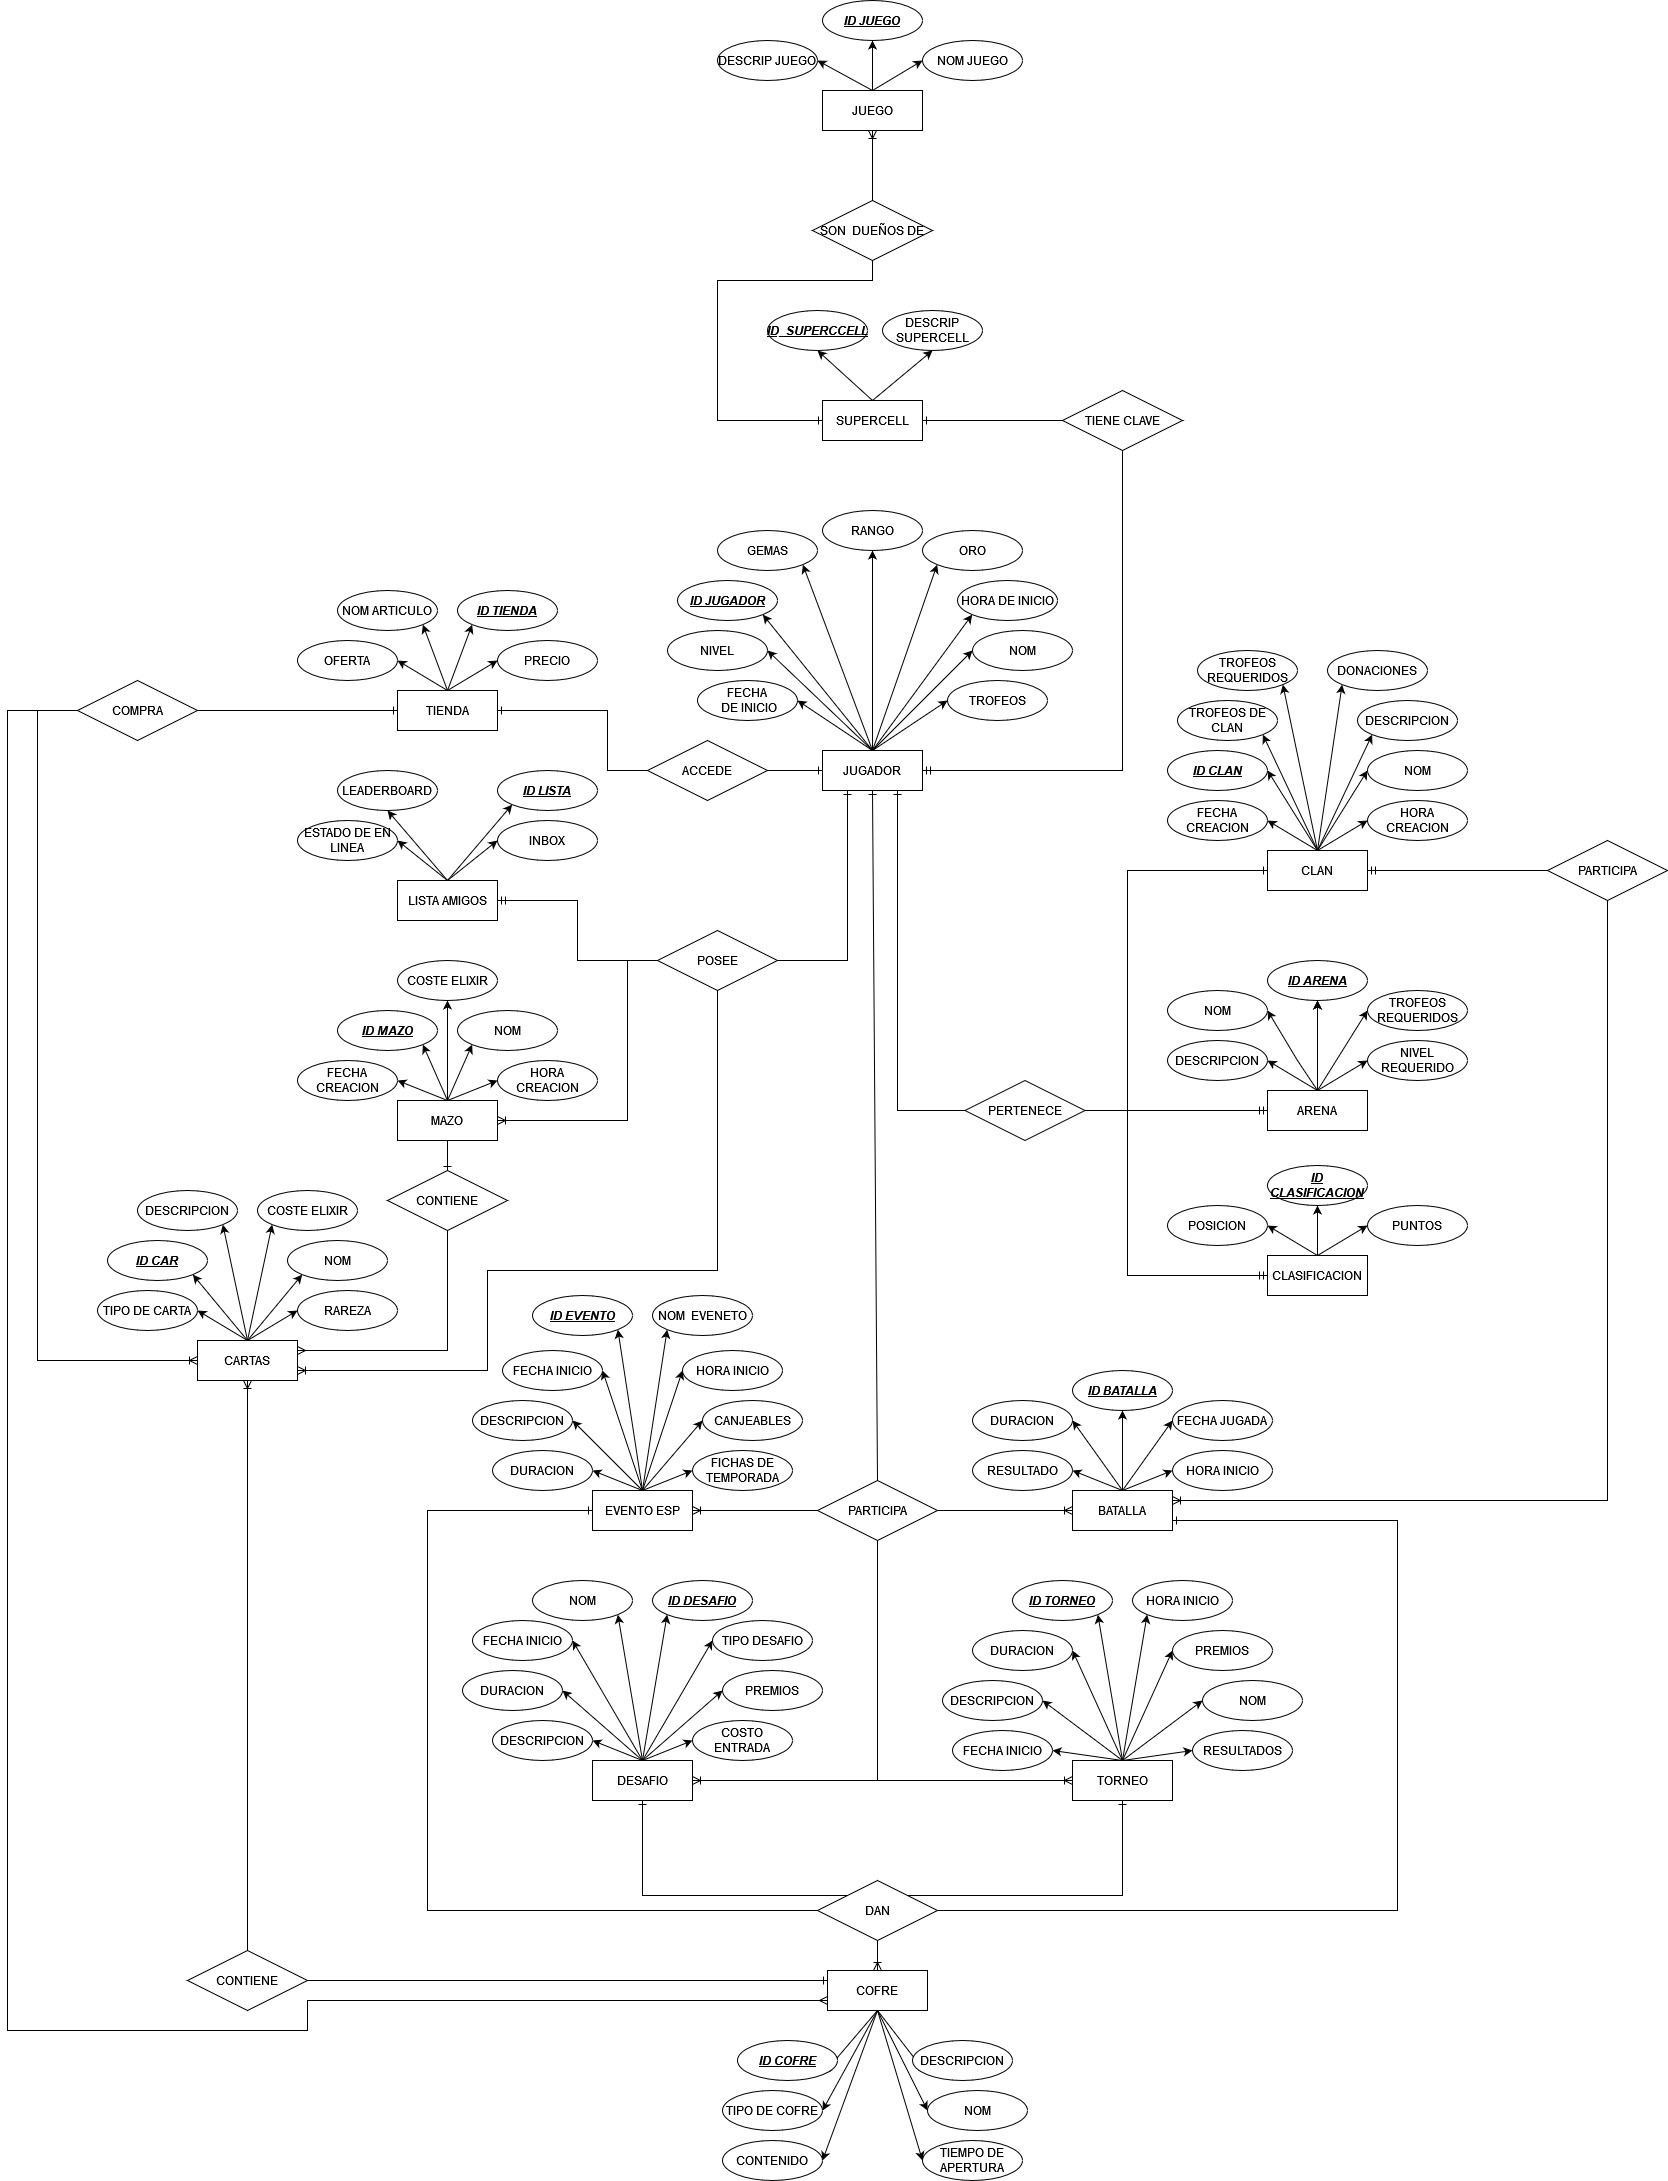 ID JUEGO
DESCRIP JUEGO
NOM JUEGO
JUEGO
SON  DUEÑOS DE
ID_SUPERCCELL
DESCRIP
SUPERCELL
SUPERCELL
TIENE CLAVE
RANGO
GEMAS
ORO
ID JUGADOR
HORA DE INICIO
NIVEL
NOM
FECHA
DE INICIO
TROFEOS
JUGADOR
NOM ARTICULO
ID TIENDA
OFERTA
PRECIO
COMPRA
TIENDA
ACCEDE
LEADERBOARD
ID LISTA
ESTADO DE EN
LINEA
INBOX
LISTA AMIGOS
TROFEOS
REQUERIDOS
DONACIONES
TROFEOS DE
CLAN
DESCRIPCION
ID CLAN
NOM
FECHA
CREACION
HORA
CREACION
CLAN
PARTICIPA
POSEE
COSTE ELIXIR
ID MAZO
NOM
FECHA
CREACION
HORA
CREACION
MAZO
ID ARENA
NOM
TROFEOS
REQUERIDOS
DESCRIPCION
NIVEL
REQUERIDO
PERTENECE
ARENA
CONTIENE
ID
CLASIFICACION
POSICION
PUNTOS
CLASIFICACION
DESCRIPCION
COSTE ELIXIR
ID CAR
NOM
TIPO DE CARTA
RAREZA
CARTAS
ID EVENTO
NOM  EVENETO
FECHA INICIO
HORA INICIO
DESCRIPCION
CANJEABLES
DURACION
FICHAS DE
TEMPORADA
EVENTO ESP
PARTICIPA
ID BATALLA
DURACION
FECHA JUGADA
RESULTADO
HORA INICIO
BATALLA
NOM
ID DESAFIO
FECHA INICIO
TIPO DESAFIO
DURACION
PREMIOS
DESCRIPCION
COSTO
ENTRADA
DESAFIO
ID TORNEO
HORA INICIO
DURACION
PREMIOS
DESCRIPCION
NOM
FECHA INICIO
RESULTADOS
TORNEO
DAN
CONTIENE
COFRE
ID COFRE
DESCRIPCION
TIPO DE COFRE
NOM
CONTENIDO
TIEMPO DE
APERTURA